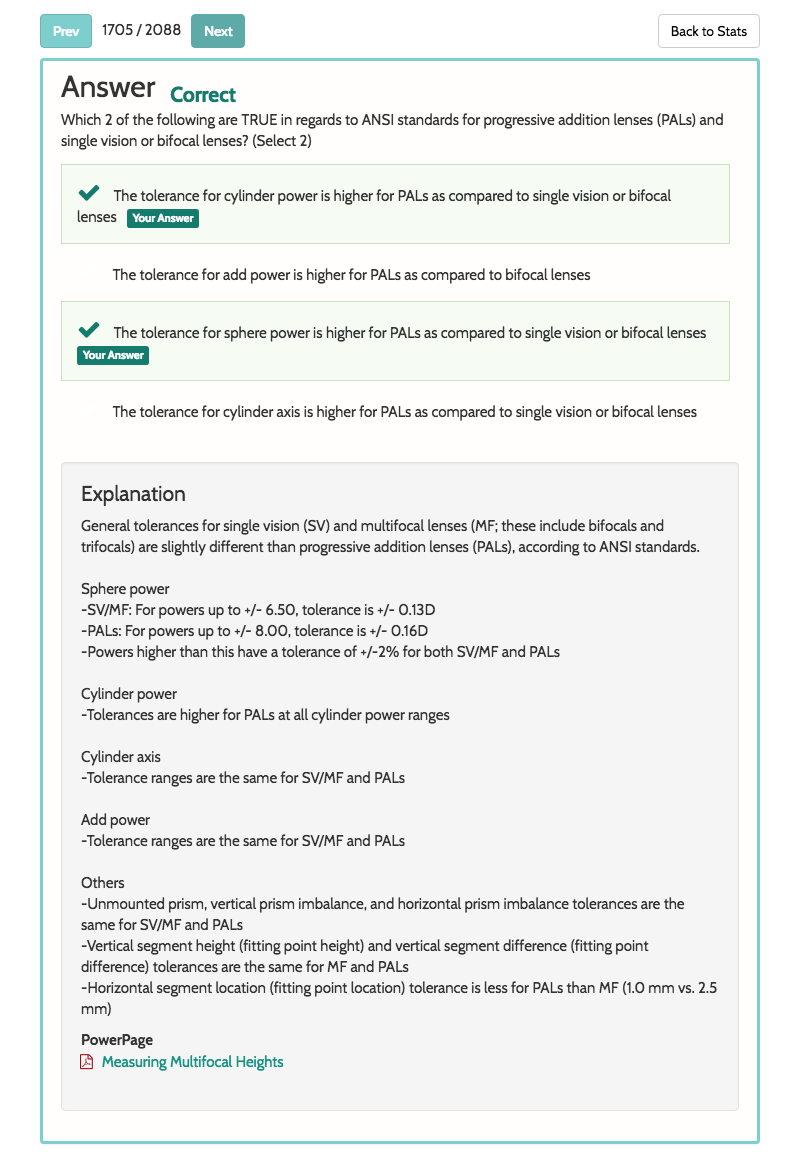 Prev 1705 / 2088 Next Back to Stats
Answer Correct
Which 2 of the following are TRUE in regards to ANSI standards for progressive addition lenses (PALs) and
single vision or bifocal lenses? (Select 2)
The tolerance for cylinder power is higher for PALs as compared to single vision or bifocal
lenses Your Answer
The tolerance for add power is higher for PALs as compared to bifocal lenses
The tolerance for sphere power is higher for PALs as compared to single vision or bifocal lenses
Your Answer
The tolerance for cylinder axis is higher for PALs as compared to single vision or bifocal lenses
Explanation
General tolerances for single vision (SV) and multifocal lenses (MF; these include bifocals and
trifocals) are slightly different than progressive addition lenses (PALs), according to ANSI standards.
Sphere power
-SV/MF: For powers up to +/- 6.50, tolerance is +/- 0.13D
-PALs: For powers up to +/- 8.00, tolerance is +/- 0.16D
-Powers higher than this have a tolerance of +/-2% for both SV/MF and PALs
Cylinder power
-Tolerances are higher for PALs at all cylinder power ranges
Cylinder axis
-Tolerance ranges are the same for SV/MF and PALs
Add power
-Tolerance ranges are the same for SV/MF and PALs
Others
-Unmounted prism, vertical prism imbalance, and horizontal prism imbalance tolerances are the
same for SV/MF and PALs
-Vertical segment height (fitting point height) and vertical segment difference (fitting point
difference) tolerances are the same for MF and PALs
-Horizontal segment location (fitting point location) tolerance is less for PALs than MF (1.0 mm vs. 2.5
mm)
PowerPage
Measuring Multifocal Heights